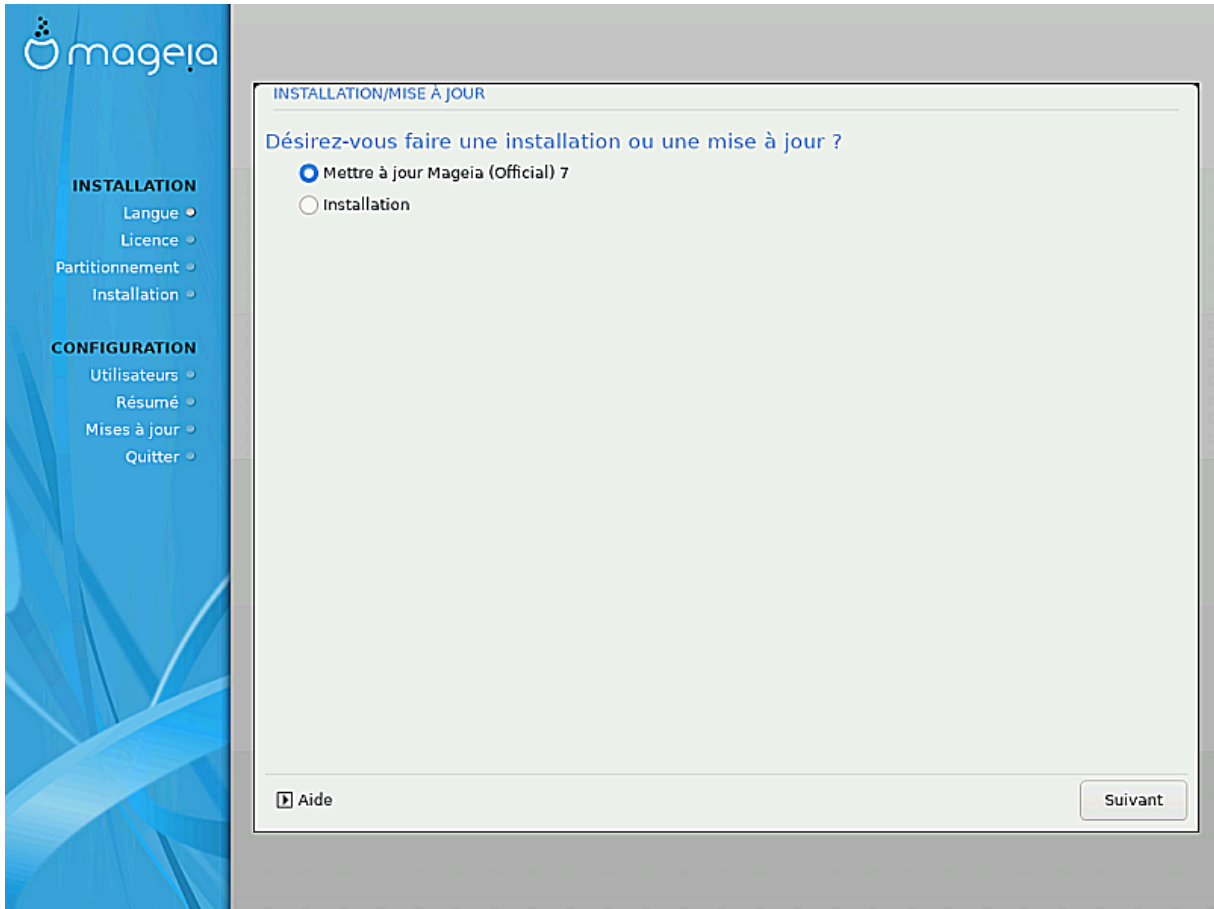 mageia
INSTALLATION
Langue
Licence
Partitionnement
Installation
CONFIGURATION
Utilisateurs
Résumé
Mises à jour
Quitter
INSTALLATION/MISE À JOUR
Désirez-vous faire une installation ou une mise à jour ?
Mettre à jour Mageia (Official) 7
Installation
Aide
Suivant